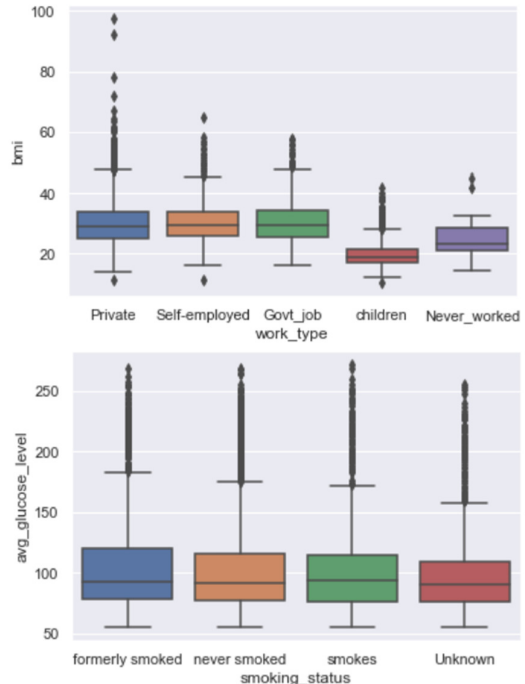 100
80
60
40
20
bmi
Private Self-employed Govt_job children Never_worked
work_type
250
200
150
100
50
avg_glucose_level
formerly smoked never smoked smokes Unknown
smoking_status